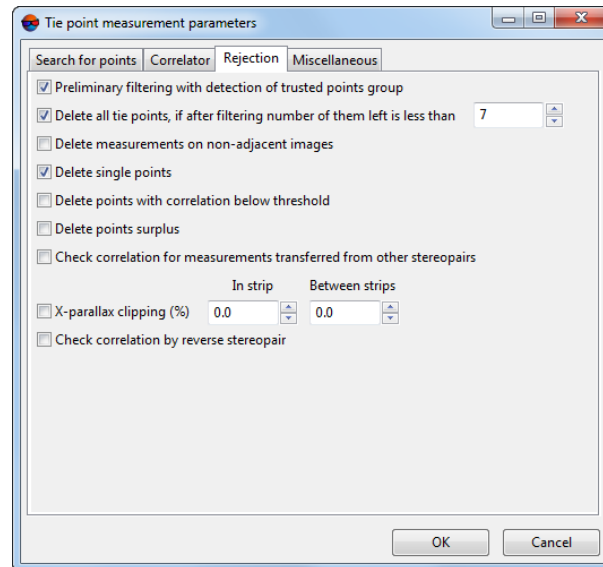 Tie point measurement parameters
Search for points Correlator Rejection Miscellaneous
Preliminary filtering with detection of trusted points group
Delete all tie points, if after filtering number of them left is less than 7
Delete measurements on non-adjacent images
Delete single points
Delete points with correlation below threshold
Delete points surplus
Check correlation for measurements transferred from other stereopairs
In strip Between strips
X-parallax clipping (%) 0.0 0.0
Check correlation by reverse stereopair
OK Cancel